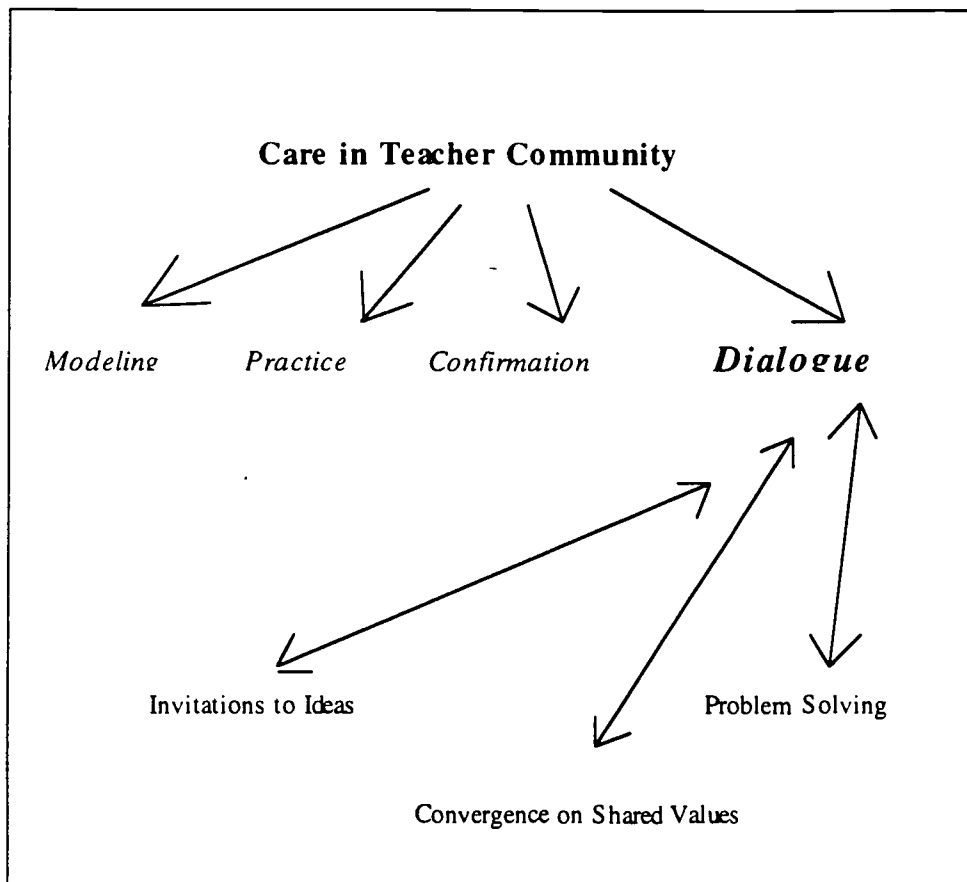 Care in Teacher Community
Modeling Practice Confirmation Dialogue
Invitations to Ideas Problem Solving
Convergence on Shared Values